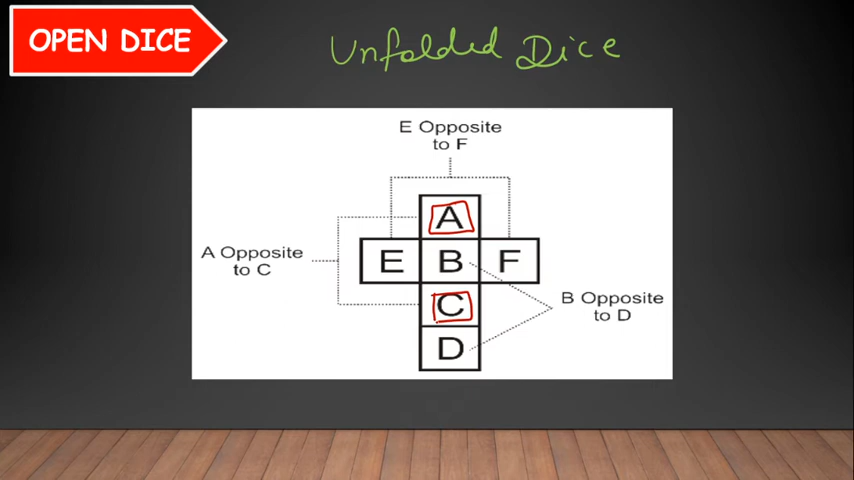 OPEN DICE
Unfolded Dice
E Opposite
to F
A
E B F
A Opposite
to C
C
B Opposite
to D
D